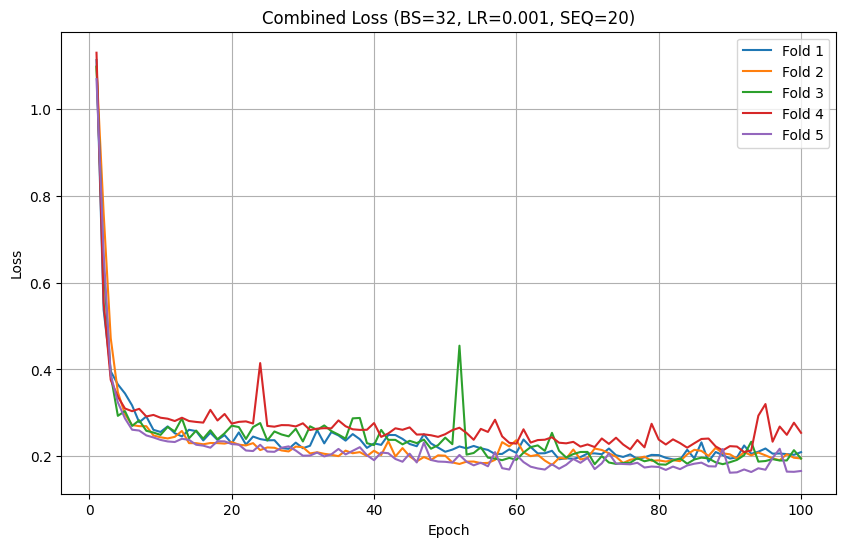 Combined Loss (BS=32, LR=0.001, SEQ=20)
Fold 1
Fold 2
Fold 3
Fold 4
Fold 5
1.0
0.8
0.6
0.4
0.2
Loss
0
20
40
60
80
100
Epoch